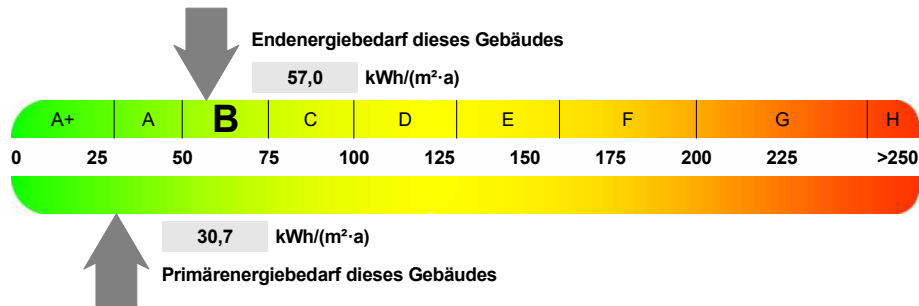 Endenergiebedarf dieses Gebäudes
57,0 kWh/(m²·a)
A+ A B C D E F G H
0 25 50 75 100 125 150 175 200 225 >250
30,7 kWh/(m²·a)
Primärenergiebedarf dieses Gebäudes